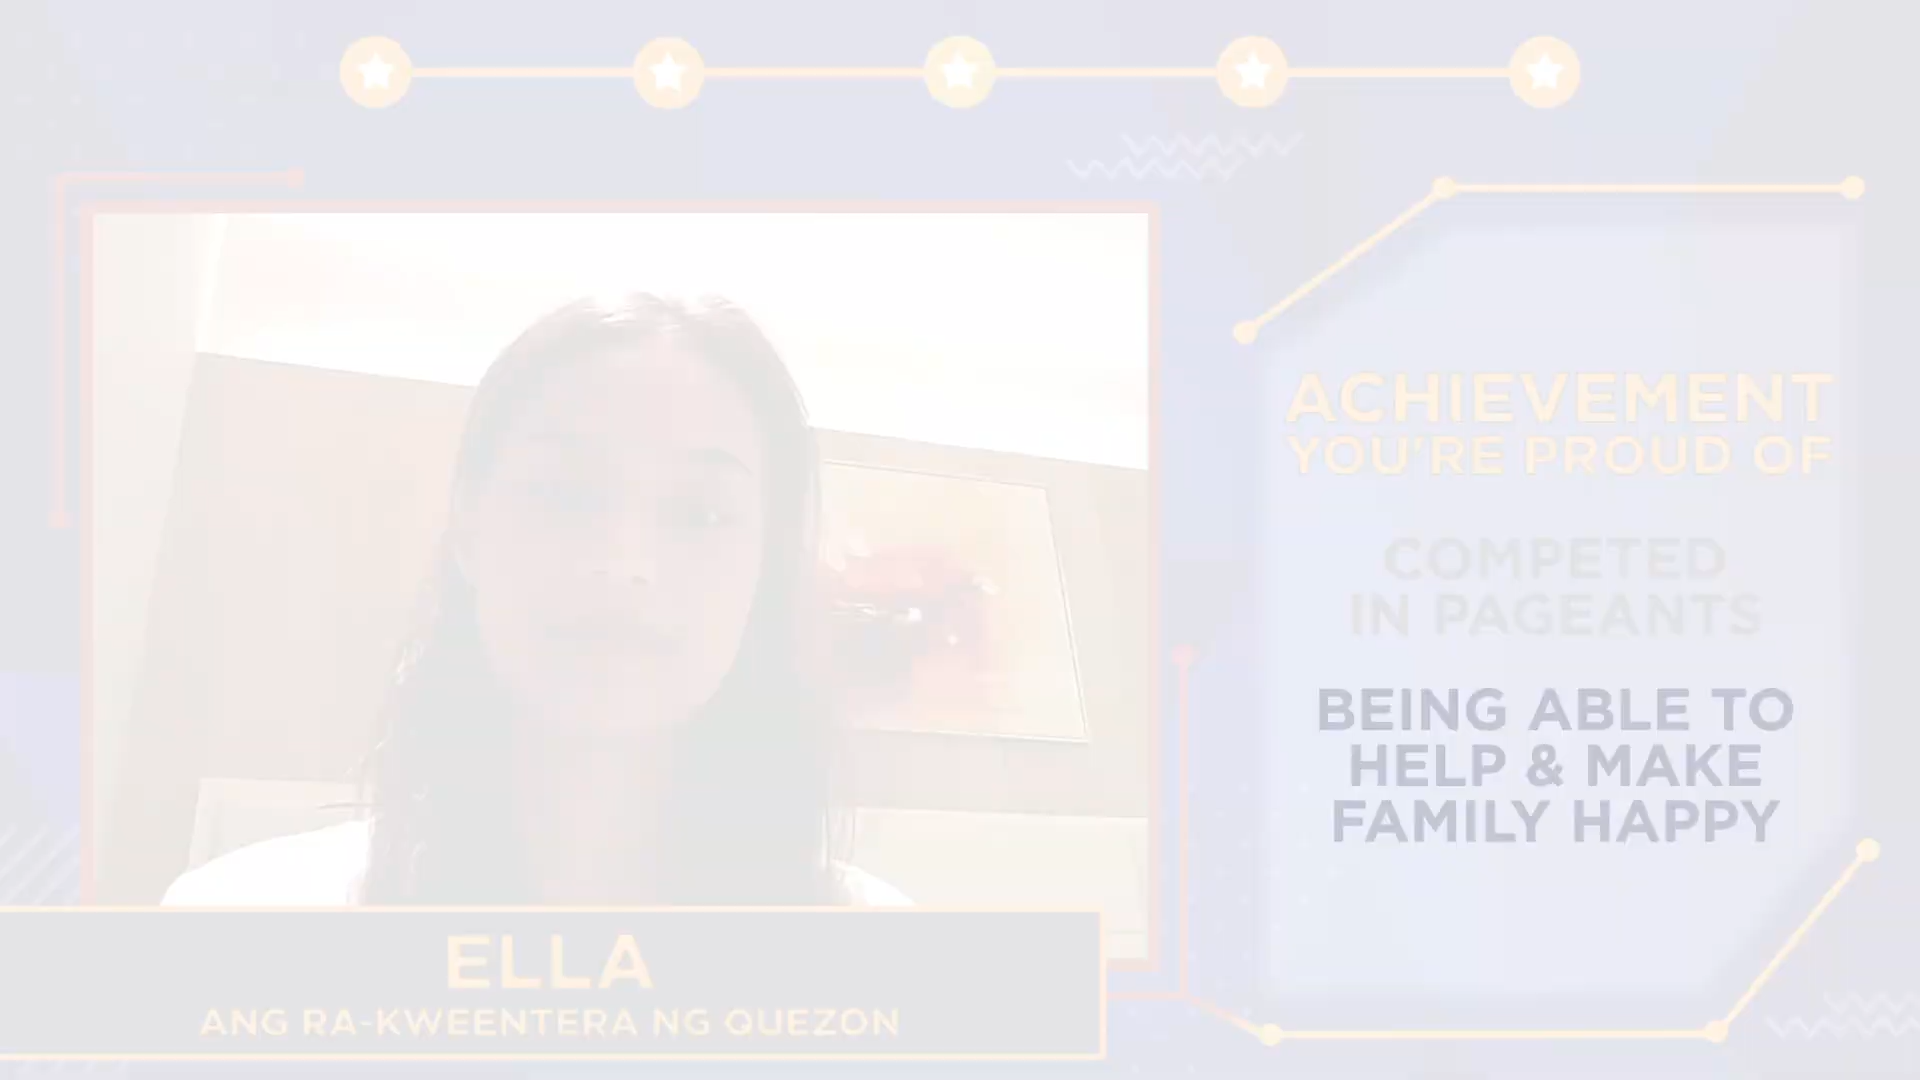 ACHIEVEMENT
YOU'RE PROUD OF
COMPETED
IN PAGEANTS
BEING ABLE TO
HELP & MAKE
FAMILY HAPPY
ELLA
ANG RA-KWEENTERA NG QUEZON